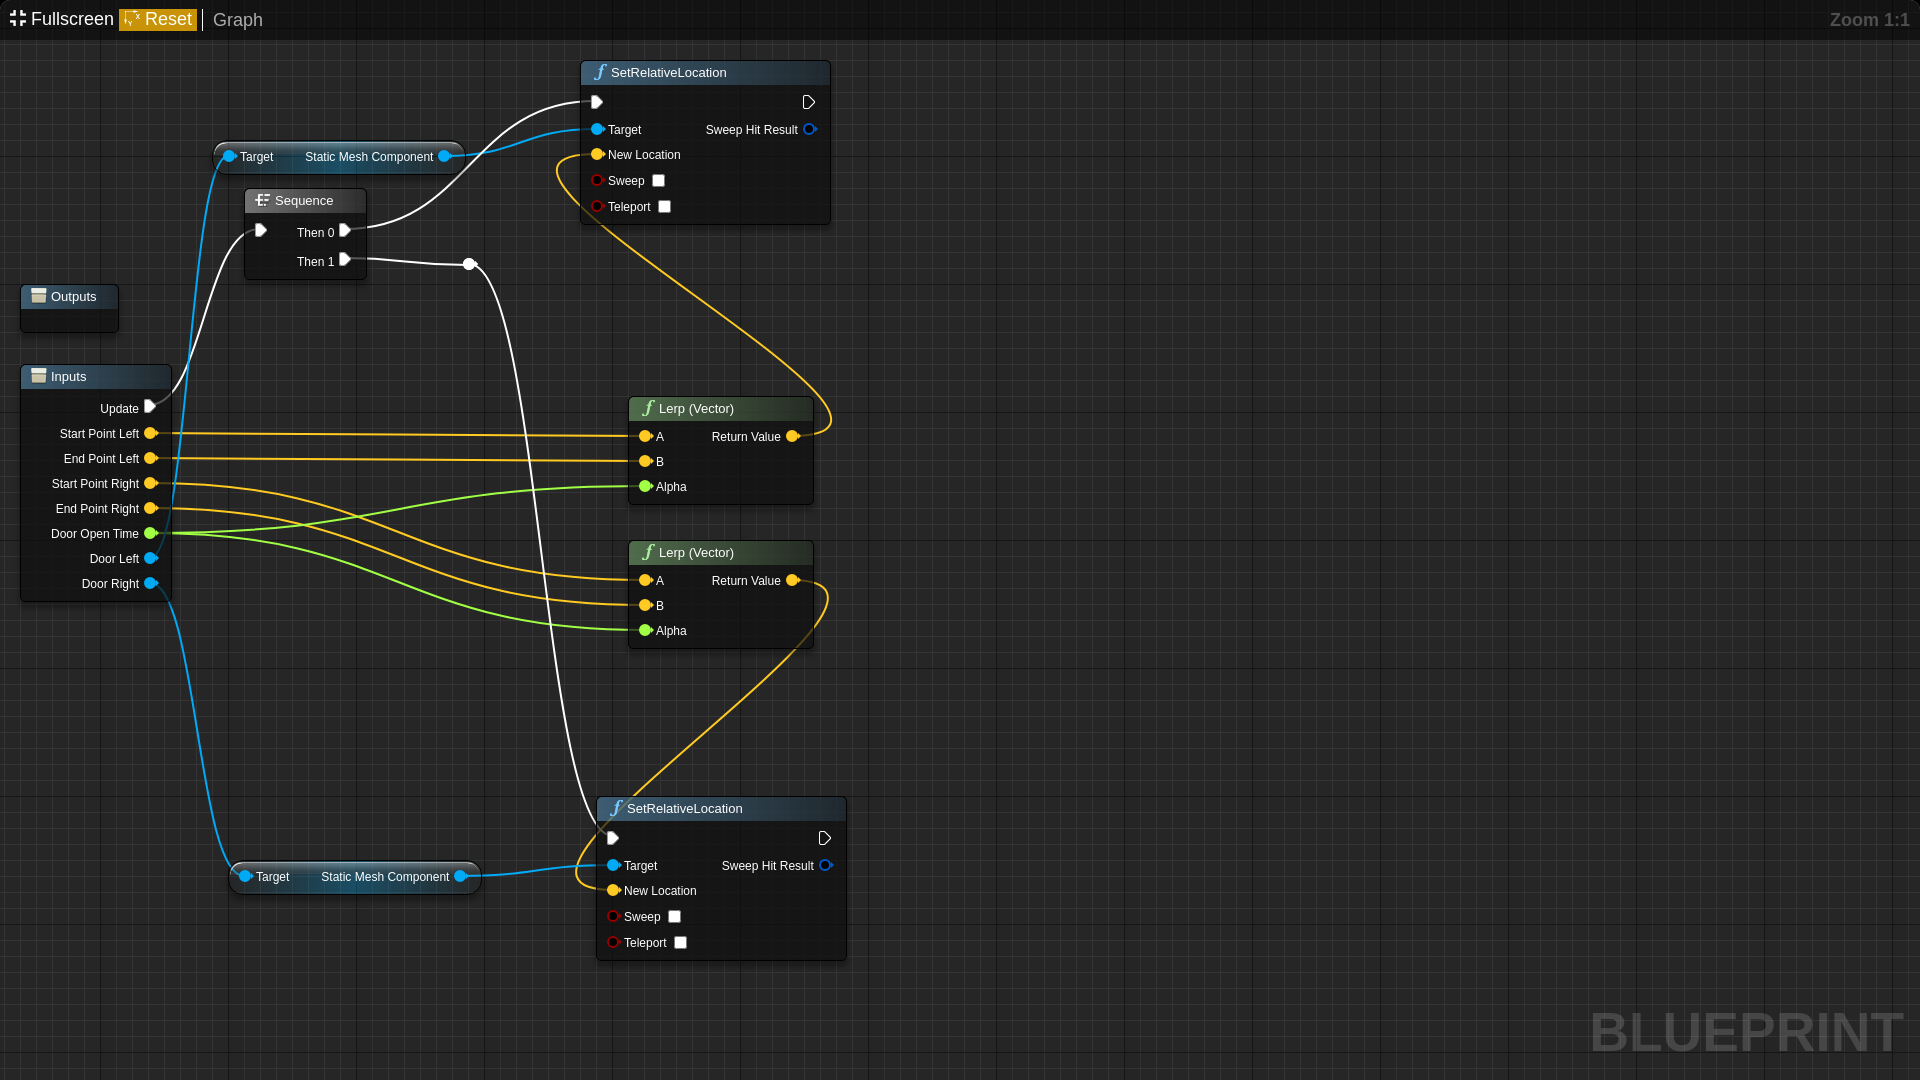 Fullscreen Reset Graph
Zoom 1:1
SetRelativeLocation
Target Sweep Hit Result
New Location
Sweep
Teleport
Target Static Mesh Component
Sequence
Then 0
Then 1
Outputs
Inputs
Update
Start Point Left
End Point Left
Start Point Right
End Point Right
Door Open Time
Door Left
Door Right
Lerp (Vector)
A Return Value
B
Alpha
Lerp (Vector)
A Return Value
B
Alpha
SetRelativeLocation
Target Sweep Hit Result
New Location
Sweep
Teleport
Target Static Mesh Component
BLUEPRINT